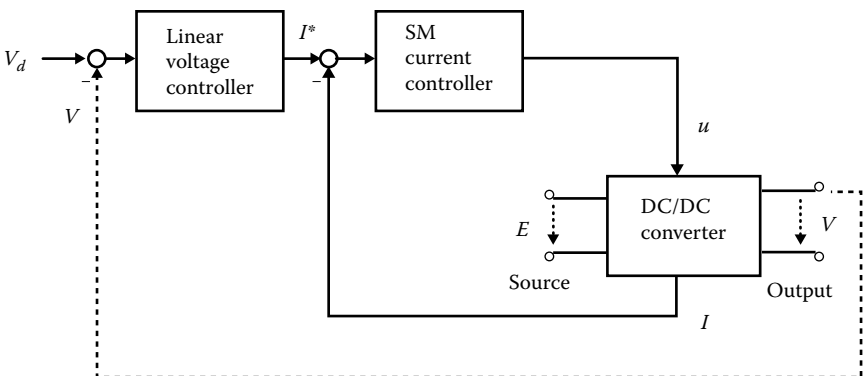 V_d
–
V
Linear
voltage
controller
I*
–
SM
current
controller
u
E
Source
DC/DC
converter
V
Output
I